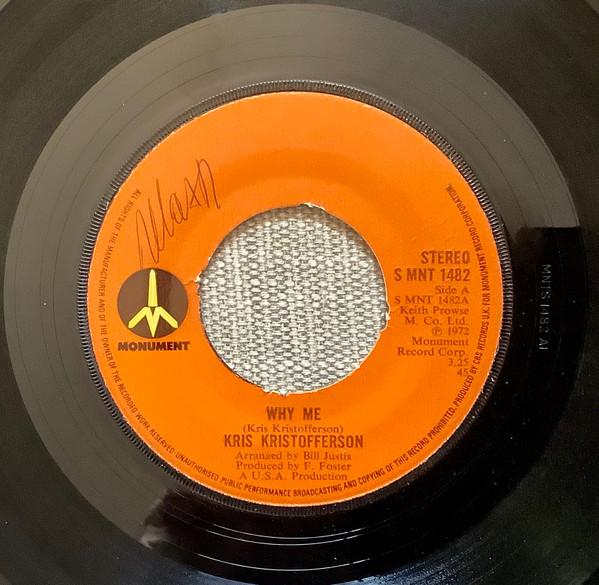 ALL RIGHTS OF THE MANUFACTURER AND OF THE OWNER OF THE RECORDED WORK RESERVED UNAUTHORISED PUBLIC PERFORMANCE BROADCASTING AND COPYING OF THIS RECORD PROHIBITED. PRODUCED BY CBS RECORDS U.K. FOR MONUMENT RECORD CORPORATION.
MONUMENT
STEREO
S MNT 1482
Side A
S MNT 1482A
Keith Prowse
M. Co. Ltd.
℗ 1972
Monument
Record Corp.
3.25
45
WHY ME
(Kris Kristofferson)
KRIS KRISTOFFERSON
Arranged by Bill Justis
Produced by F. Foster
A U.S.A. Production